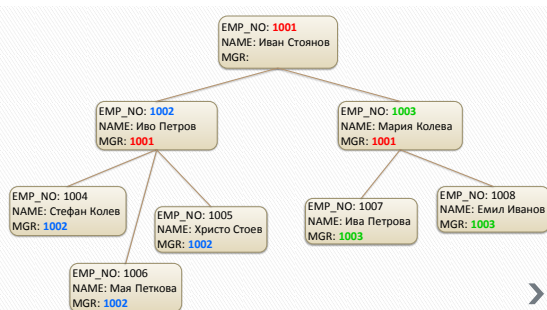 EMP_NO: 1001
NAME: Иван Стоянов
MGR:
EMP_NO: 1002
NAME: Иво Петров
MGR: 1001
EMP_NO: 1003
NAME: Мария Колева
MGR: 1001
EMP_NO: 1004
NAME: Стефан Колев
MGR: 1002
EMP_NO: 1005
NAME: Христо Стоев
MGR: 1002
EMP_NO: 1006
NAME: Мая Петкова
MGR: 1002
EMP_NO: 1007
NAME: Ива Петрова
MGR: 1003
EMP_NO: 1008
NAME: Емил Иванов
MGR: 1003